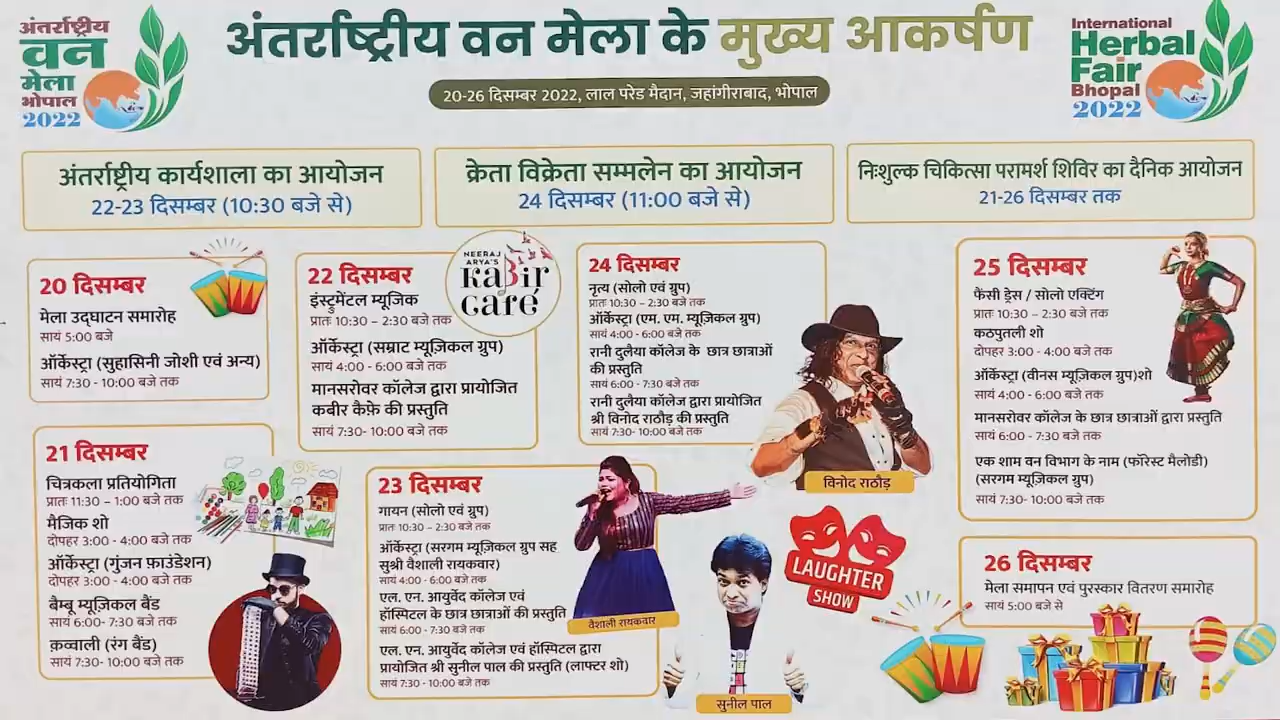 अंतर्राष्ट्रीय
वन
मेला
भोपाल
2022
अंतर्राष्ट्रीय वन मेला के मुख्य आकर्षण
20-26 दिसम्बर 2022, लाल परेड मैदान, जहांगीराबाद, भोपाल
International
Herbal
Fair
Bhopal
2022
अंतर्राष्ट्रीय कार्यशाला का आयोजन
22-23 दिसम्बर (10:30 बजे से)
क्रेता विक्रेता सम्मलेन का आयोजन
24 दिसम्बर (11:00 बजे से)
निःशुल्क चिकित्सा परामर्श शिविर का दैनिक आयोजन
21-26 दिसम्बर तक
20 दिसम्बर
मेला उद्घाटन समारोह
सायं 5:00 बजे
ऑर्केस्ट्रा (सुहासिनी जोशी एवं अन्य)
सायं 7:30 - 10:00 बजे तक
21 दिसम्बर
चित्रकला प्रतियोगिता
प्रातः 11:30 – 1:00 बजे तक
मैजिक शो
दोपहर 3:00 - 4:00 बजे तक
ऑर्केस्ट्रा (गुंजन फ़ाउंडेशन)
दोपहर 3:00 - 4:00 बजे तक
बैम्बू म्यूज़िकल बैंड
सायं 6:00- 7:30 बजे तक
क़व्वाली (रंग बैंड)
सायं 7:30- 10:00 बजे तक
22 दिसम्बर
इंस्ट्रुमेंटल म्यूजिक
प्रातः 10:30 – 2:30 बजे तक
ऑर्केस्ट्रा (सम्राट म्यूज़िकल ग्रुप)
सायं 4:00 - 6:00 बजे तक
मानसरोवर कॉलेज द्वारा प्रायोजित
कबीर कैफ़े की प्रस्तुति
सायं 7:30- 10:00 बजे तक
NEERAJ
ARYA'S
KaBir
café
23 दिसम्बर
गायन (सोलो एवं ग्रुप)
प्रातः 10:30 – 2:30 बजे तक
ऑर्केस्ट्रा (सरगम म्यूज़िकल ग्रुप सह
सुश्री वैशाली रायकवार)
सायं 4:00 - 6:00 बजे तक
एल. एन. आयुर्वेद कॉलेज एवं
हॉस्पिटल के छात्र छात्राओं की प्रस्तुति
सायं 6:00 - 7:30 बजे तक
एल. एन. आयुर्वेद कॉलेज एवं हॉस्पिटल द्वारा
प्रायोजित श्री सुनील पाल की प्रस्तुति (लाफ्टर शो)
सायं 7:30 - 10:00 बजे तक
वैशाली रायकवार
24 दिसम्बर
नृत्य (सोलो एवं ग्रुप)
प्रातः 10:30 – 2:30 बजे तक
ऑर्केस्ट्रा (एम. एम. म्यूज़िकल ग्रुप)
सायं 4:00 - 6:00 बजे तक
रानी दुलैया कॉलेज के छात्र छात्राओं
की प्रस्तुति
सायं 6:00 - 7:30 बजे तक
रानी दुलैया कॉलेज द्वारा प्रायोजित
श्री विनोद राठौड़ की प्रस्तुति
सायं 7:30- 10:00 बजे तक
विनोद राठौड़
LAUGHTER
SHOW
सुनील पाल
25 दिसम्बर
फैंसी ड्रेस / सोलो एक्टिंग
प्रातः 10:30 – 2:30 बजे तक
कठपुतली शो
दोपहर 3:00 - 04:00 बजे तक
ऑर्केस्ट्रा (वीनस म्यूज़िकल ग्रुप)शो
सायं 4:00 - 6:00 बजे तक
मानसरोवर कॉलेज के छात्र छात्राओं द्वारा प्रस्तुति
सायं 6:00 - 7:30 बजे तक
एक शाम वन विभाग के नाम (फॉरेस्ट मैलोडी)
(सरगम म्यूज़िकल ग्रुप)
सायं 7:30- 10:00 बजे तक
26 दिसम्बर
मेला समापन एवं पुरस्कार वितरण समारोह
सायं 5:00 बजे से